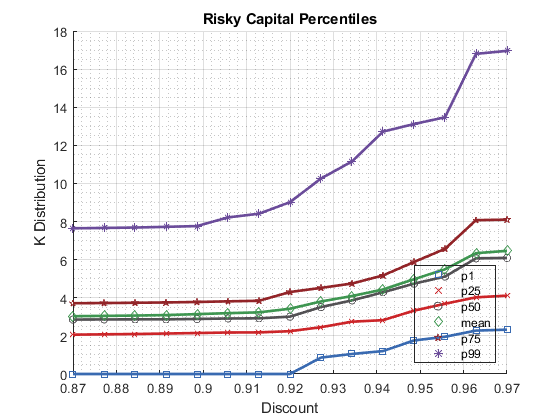 Risky Capital Percentiles
K Distribution
18
16
14
12
10
8
6
4
2
0
p1
p25
p50
mean
p75
p99
0.87 0.88 0.89 0.9 0.91 0.92 0.93 0.94 0.95 0.96 0.97
Discount